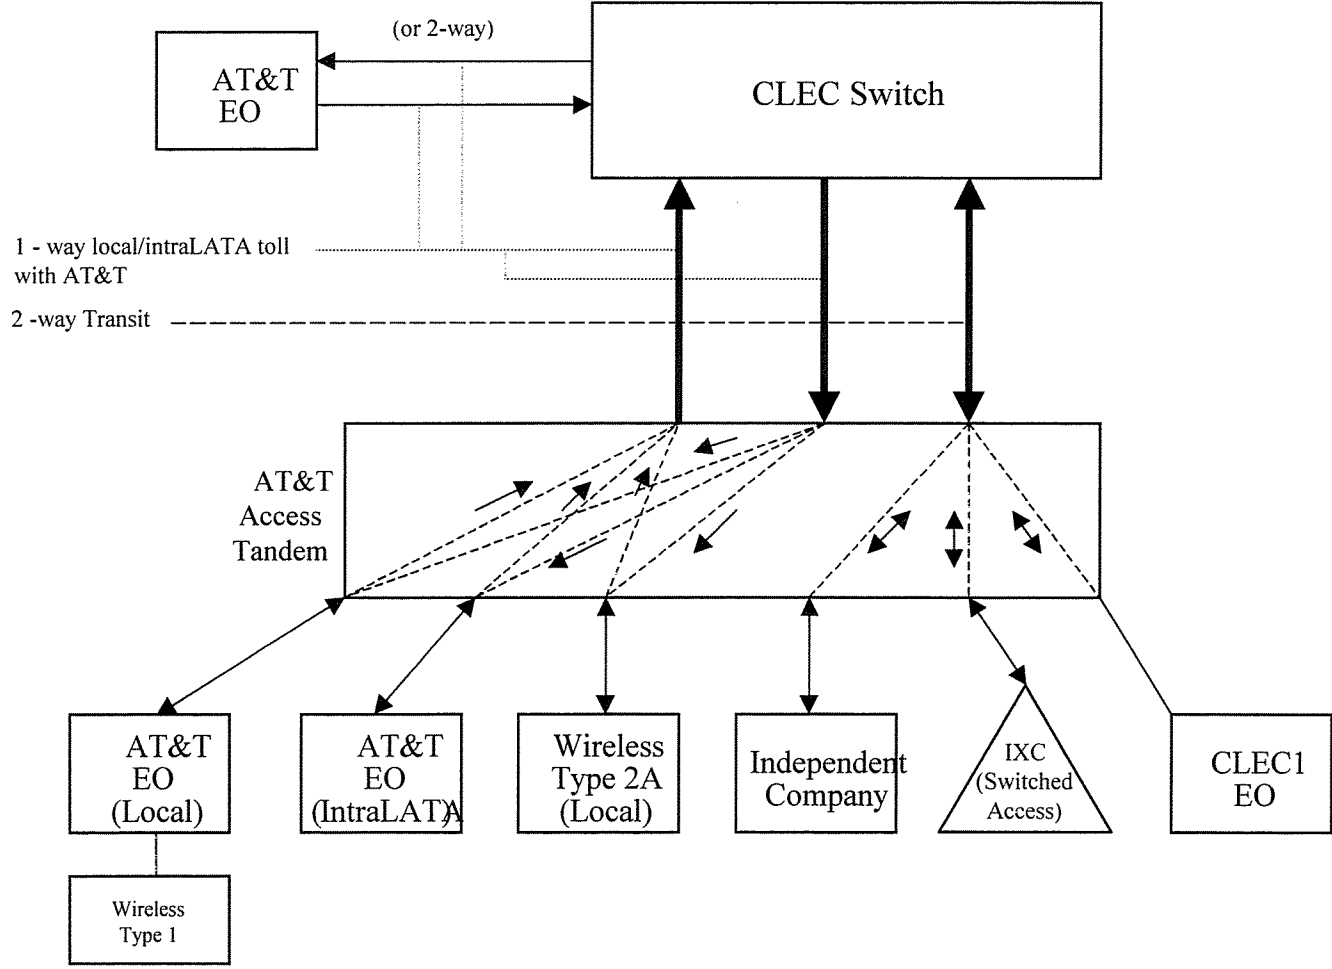 (or 2-way)
AT&T
EO
CLEC Switch
1 - way local/intraLATA toll
with AT&T
2 -way Transit
AT&T
Access
Tandem
AT&T
EO
(Local)
AT&T
EO
(IntraLATA)
Wireless
Type 2A
(Local)
Independent
Company
IXC
(Switched
Access)
CLEC1
EO
Wireless
Type 1